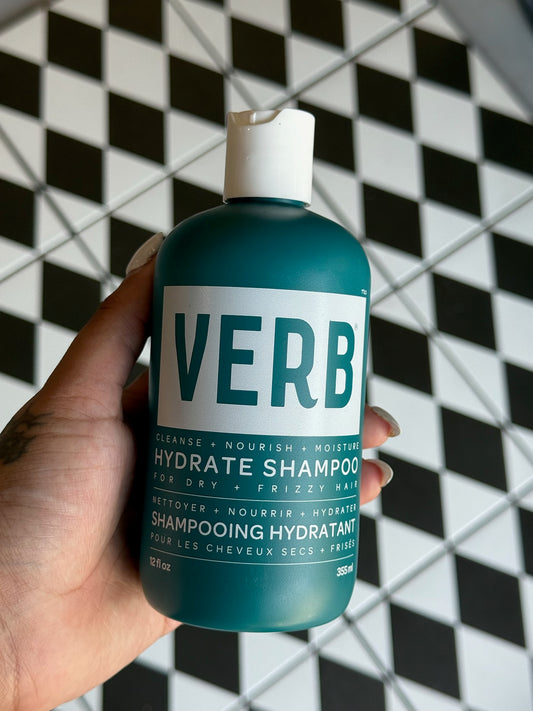 VERB®
CLEANSE + NOURISH + MOISTURE
HYDRATE SHAMPOO
FOR DRY + FRIZZY HAIR
NETTOYER + NOURRIR + HYDRATER
SHAMPOOING HYDRATANT
POUR LES CHEVEUX SECS + FRISÉS
12 fl oz 355 ml